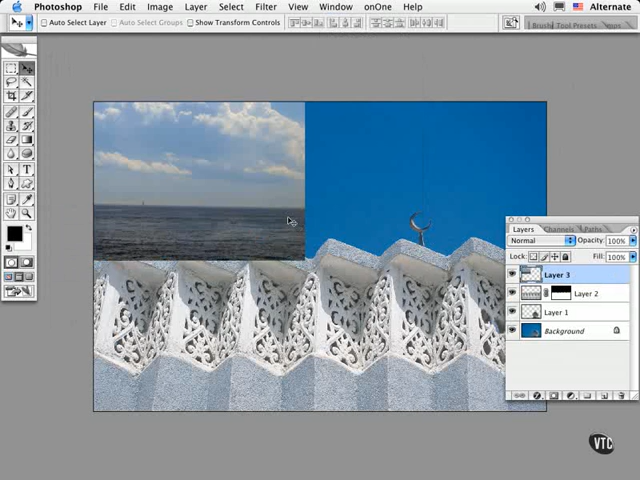 Photoshop File Edit Image Layer Select Filter View Window onOne Help Alternate
Auto Select Layer Auto Select Groups Show Transform Controls Brush Tool Presets
Layers Channels Paths
Normal Opacity: 100%
Lock: Fill: 100%
Layer 3
Layer 2
Layer 1
Background
VTC